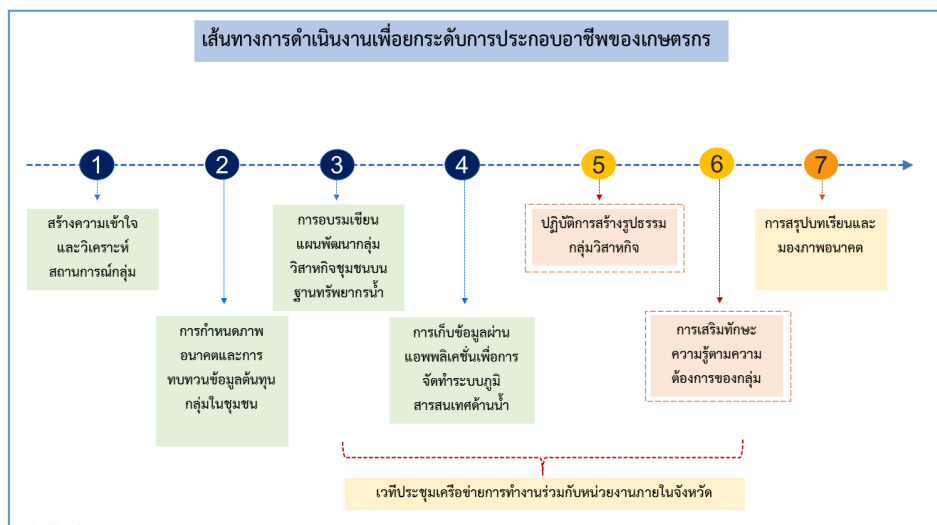 เส้นทางการดำเนินงานเพื่อยกระดับการประกอบอาชีพของเกษตรกร
1
2
3
4
5
6
7
สร้างความเข้าใจ
และวิเคราะห์
สถานการณ์กลุ่ม
การกำหนดภาพ
อนาคตและการ
ทบทวนข้อมูลต้นทุน
กลุ่มในชุมชน
การอบรมเขียน
แผนพัฒนากลุ่ม
วิสาหกิจชุมชนบน
ฐานทรัพยากรน้ำ
การเก็บข้อมูลผ่าน
แอพพลิเคชั่นเพื่อการ
จัดทำระบบภูมิ
สารสนเทศด้านน้ำ
ปฏิบัติการสร้างรูปธรรม
กลุ่มวิสาหกิจ
การเสริมทักษะ
ความรู้ตามความ
ต้องการของกลุ่ม
การสรุปบทเรียนและ
มองภาพอนาคต
เวทีประชุมเครือข่ายการทำงานร่วมกับหน่วยงานภายในจังหวัด